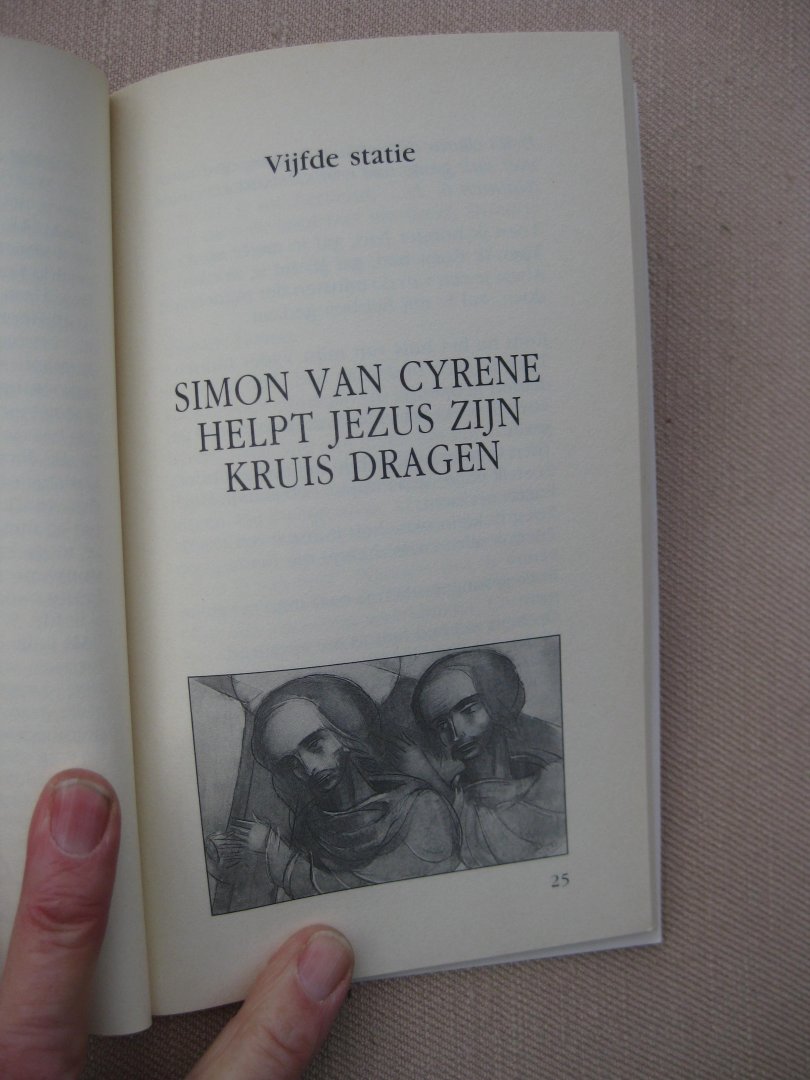 Vijfde statie
SIMON VAN CYRENE
HELPT JEZUS ZIJN
KRUIS DRAGEN
25